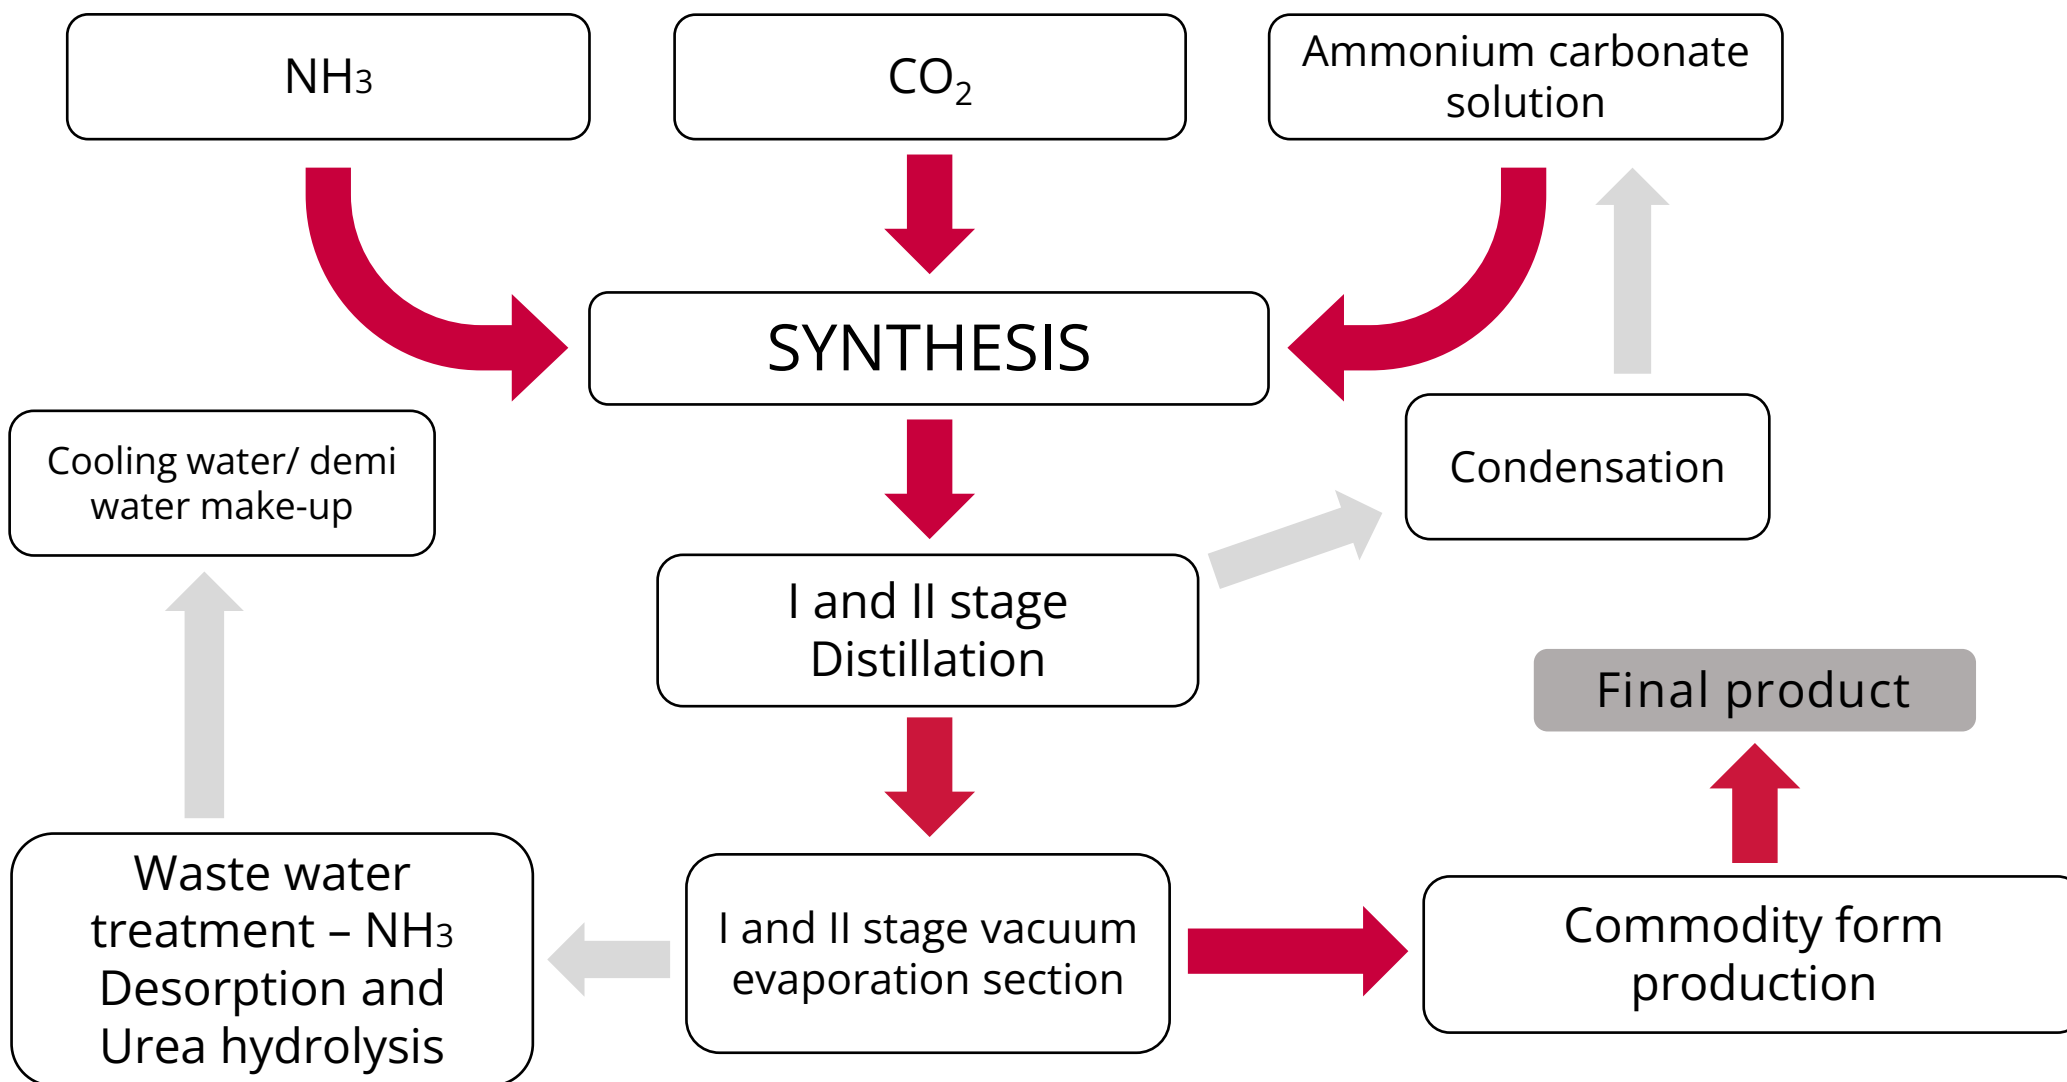 NH3
CO₂
Ammonium carbonate
solution
SYNTHESIS
Cooling water/ demi
water make-up
Condensation
I and II stage
Distillation
Final product
Waste water
treatment – NH3
Desorption and
Urea hydrolysis
I and II stage vacuum
evaporation section
Commodity form
production